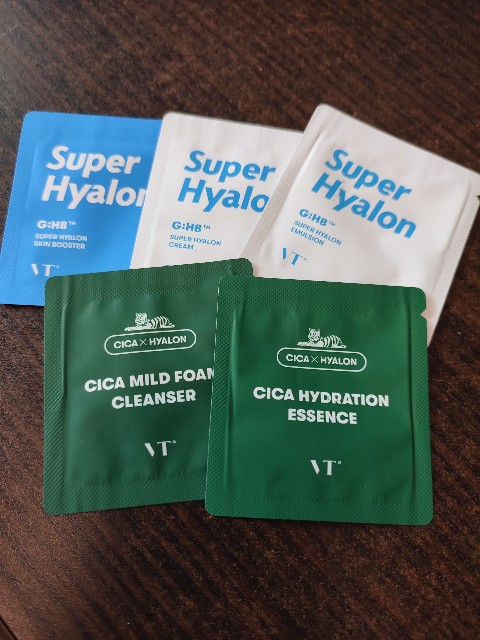 Super
Hyalon
G:H8™
SUPER HYALON
SKIN BOOSTER
VT®
Super
Hyalon
G:H8™
SUPER HYALON
CREAM
Super
Hyalon
G:H8™
SUPER HYALON
EMULSION
VT®
CICA × HYALON
CICA MILD FOAM
CLEANSER
VT®
CICA × HYALON
CICA HYDRATION
ESSENCE
VT®